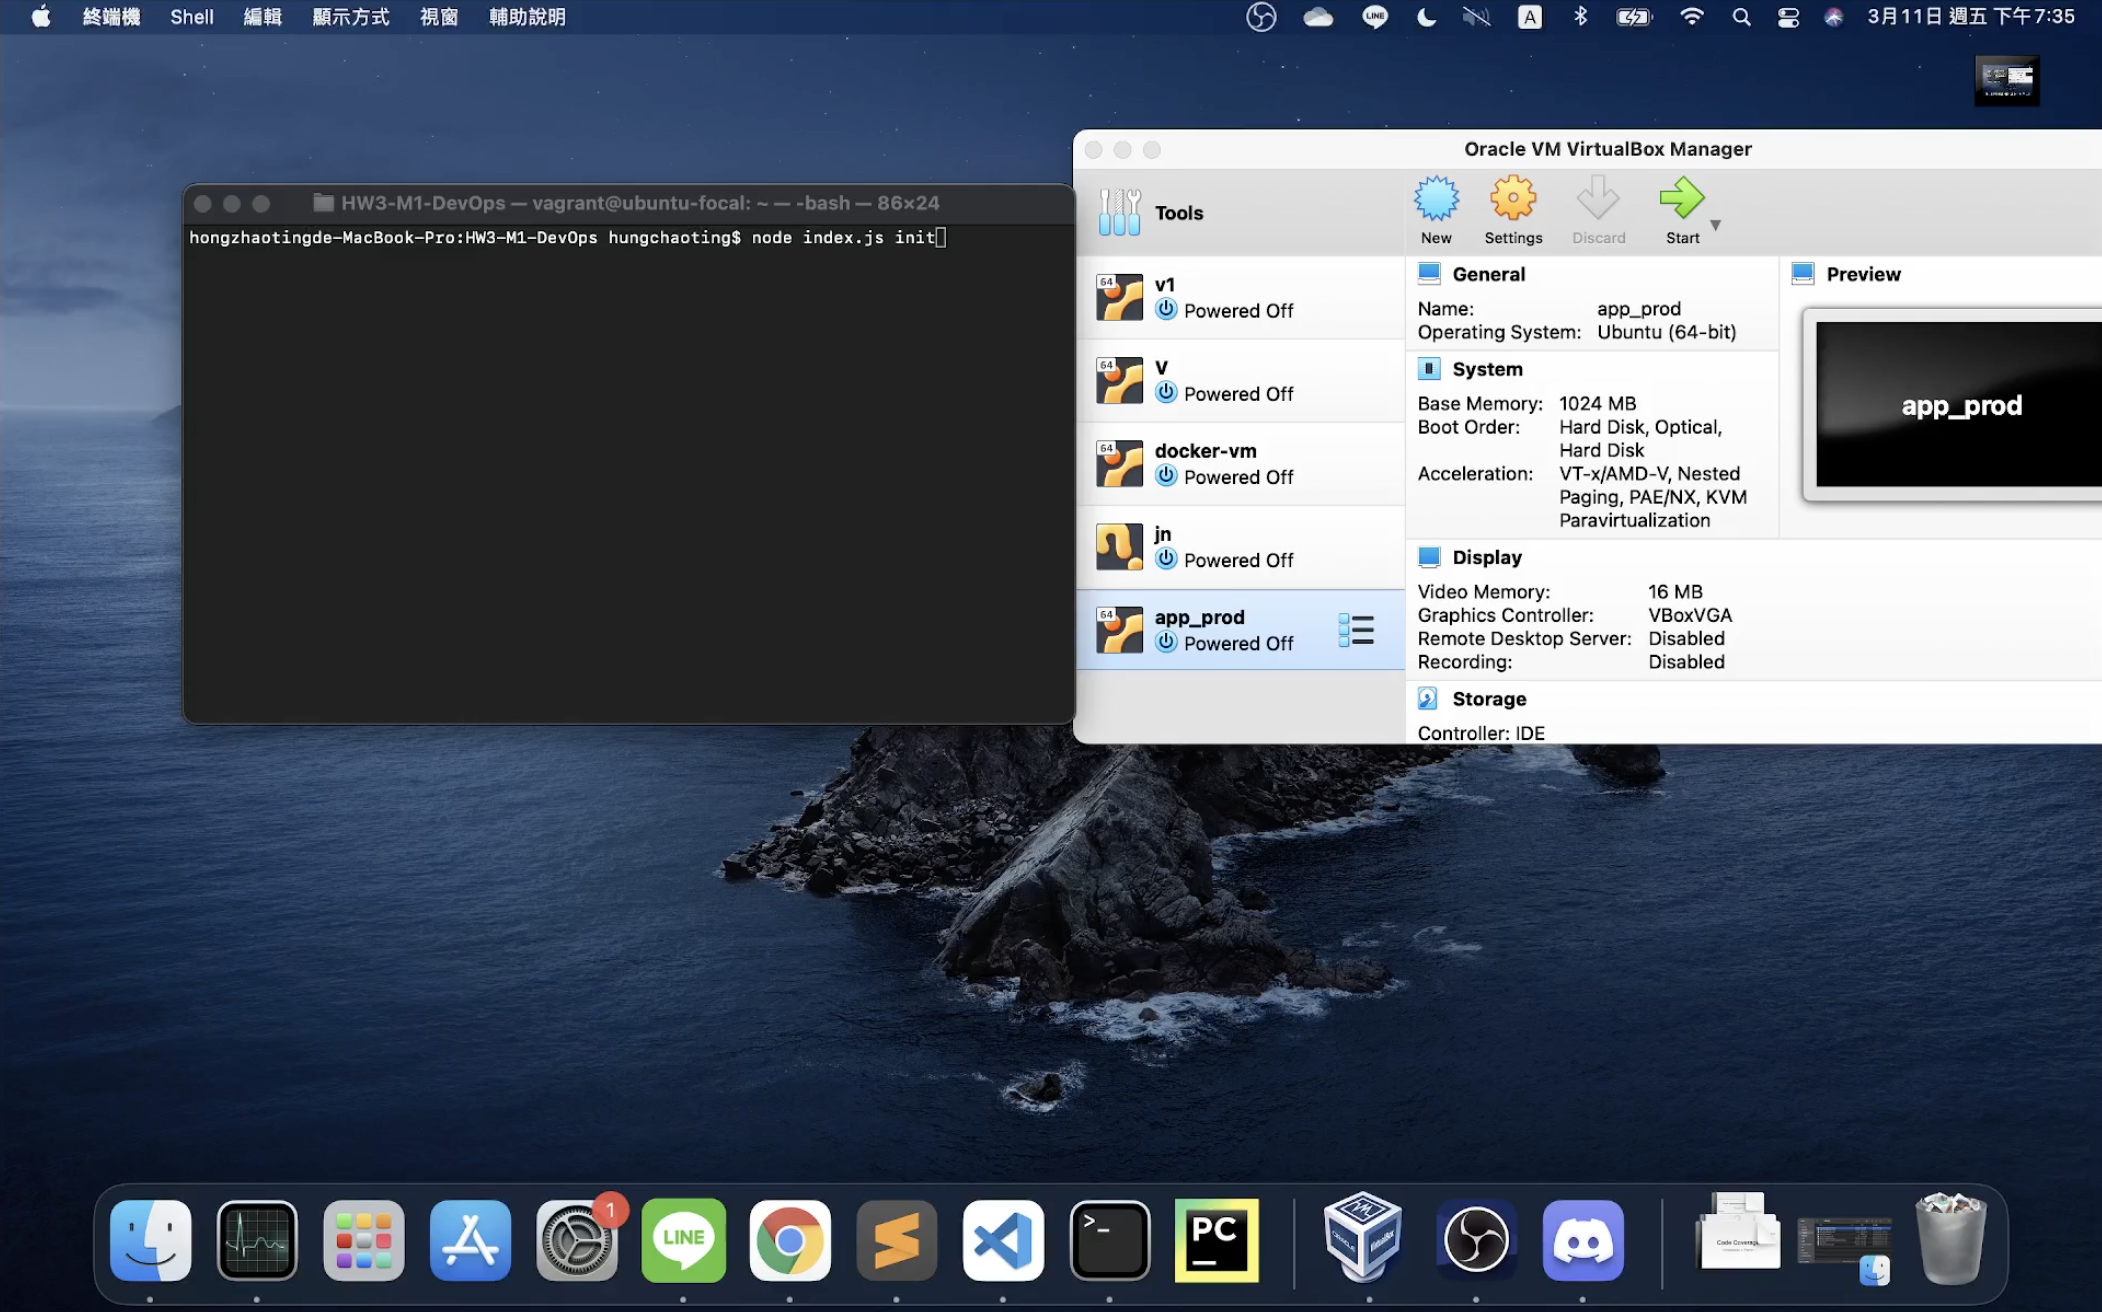 終端機 Shell 編輯 顯示方式 視窗 輔助說明 LINE A 3月11日 週五 下午7:35
HW3-M1-DevOps — vagrant@ubuntu-focal: ~ — -bash — 86×24
hongzhaotingde-MacBook-Pro:HW3-M1-DevOps hungchaoting$ node index.js init
Oracle VM VirtualBox Manager
Tools
New
Settings
Discard
Start
64
v1
Powered Off
64
V
Powered Off
64
docker-vm
Powered Off
jn
Powered Off
64
app_prod
Powered Off
General
Name: app_prod
Operating System: Ubuntu (64-bit)
System
Base Memory: 1024 MB
Boot Order: Hard Disk, Optical,
Hard Disk
Acceleration: VT-x/AMD-V, Nested
Paging, PAE/NX, KVM
Paravirtualization
Preview
app_prod
Display
Video Memory: 16 MB
Graphics Controller: VBoxVGA
Remote Desktop Server: Disabled
Recording: Disabled
Storage
Controller: IDE
1
LINE
>_
PC
ORACLE
VirtualBox
Code Coverage